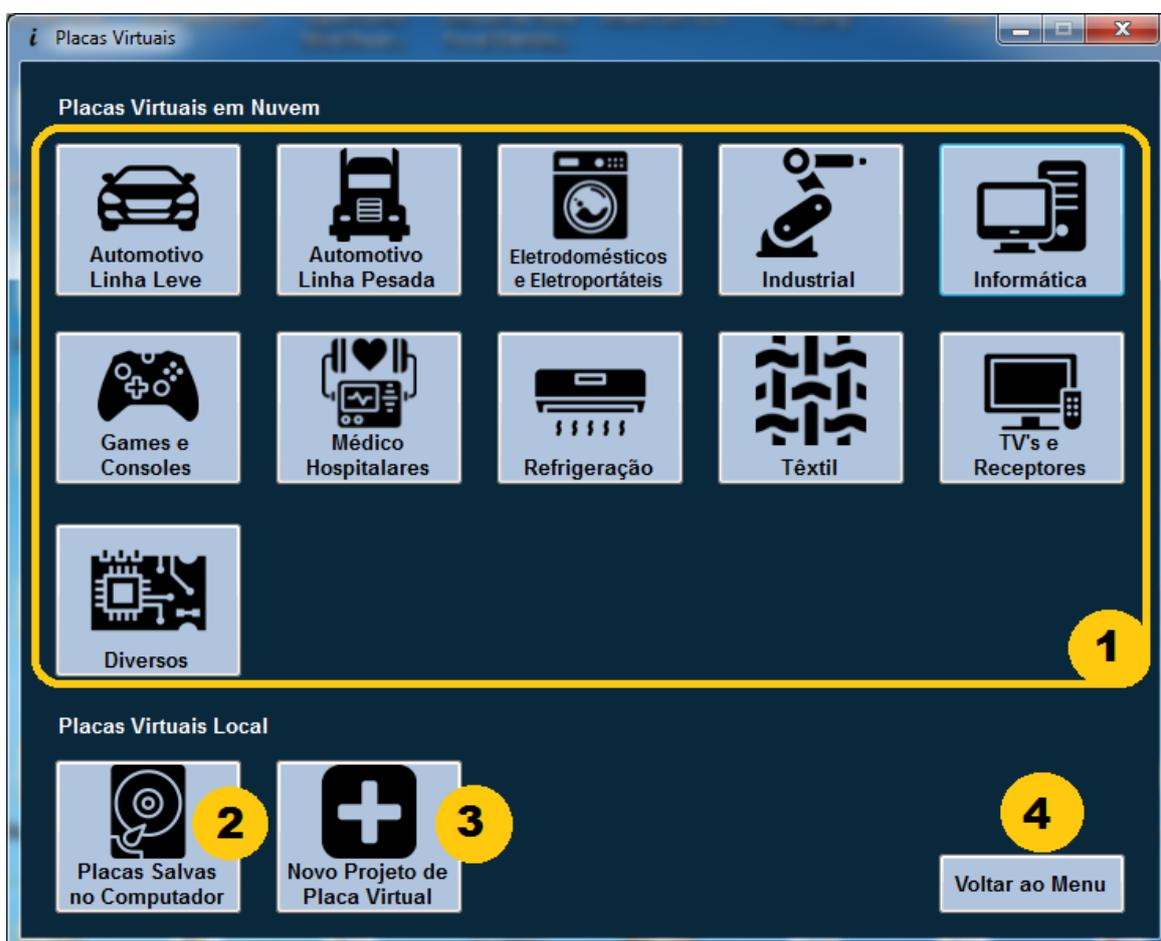 i Placas Virtuais
Placas Virtuais em Nuvem
Automotivo
Linha Leve
Automotivo
Linha Pesada
Eletrodomésticos
e Eletroportáteis
Industrial
Informática
Games e
Consoles
Médico
Hospitalares
Refrigeração
Têxtil
TV's e
Receptores
Diversos
1
Placas Virtuais Local
Placas Salvas
no Computador
2
Novo Projeto de
Placa Virtual
3
4
Voltar ao Menu